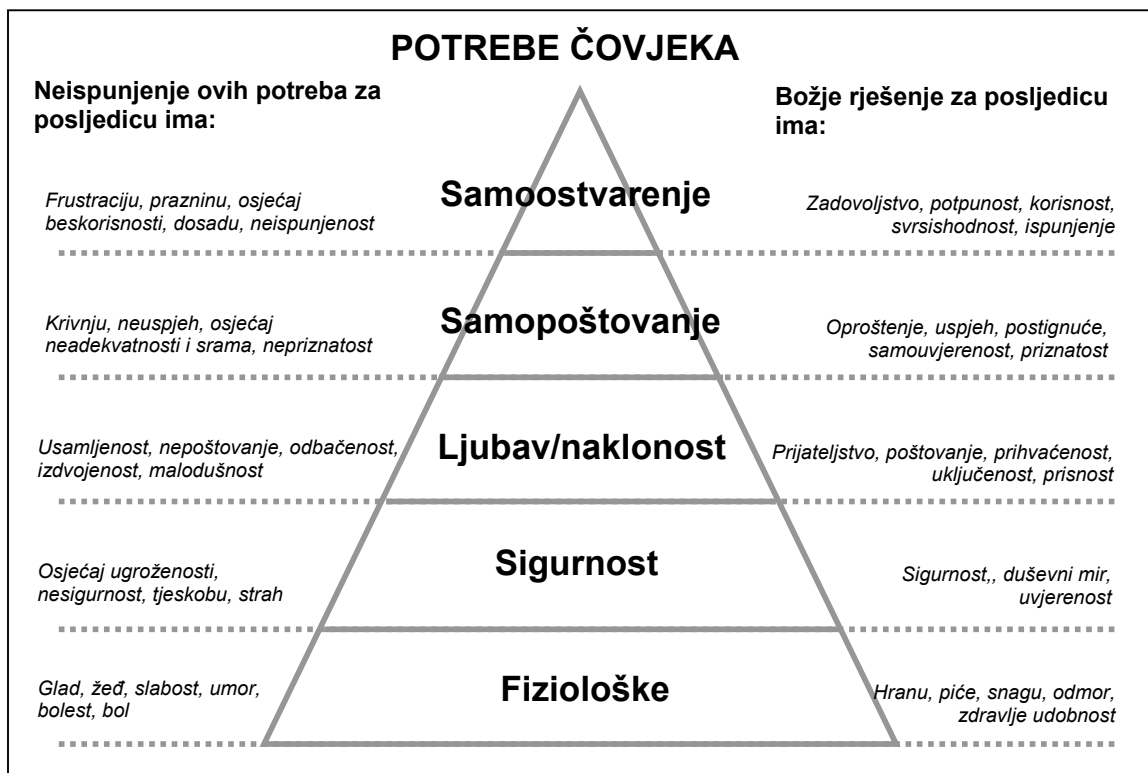 POTREBE ČOVJEKA
Neispunjenje ovih potreba za
posljedicu ima:
Božje rješenje za posljedicu
ima:
Frustraciju, prazninu, osjećaj
beskorisnosti, dosadu, neispunjenost
Samoostvarenje
Zadovoljstvo, potpunost, korisnost,
svrsishodnost, ispunjenje
Krivnju, neuspjeh, osjećaj
neadekvatnosti i srama, nepriznatost
Samopoštovanje
Oproštenje, uspjeh, postignuće,
samouvjerenost, priznatost
Usamljenost, nepoštovanje, odbačenost,
izdvojenost, malodušnost
Ljubav/naklonost
Prijateljstvo, poštovanje, prihvaćenost,
uključenost, prisnost
Osjećaj ugroženosti,
nesigurnost, tjeskobu, strah
Sigurnost
Sigurnost,, duševni mir,
uvjerenost
Glad, žeđ, slabost, umor,
bolest, bol
Fiziološke
Hranu, piće, snagu, odmor,
zdravlje udobnost